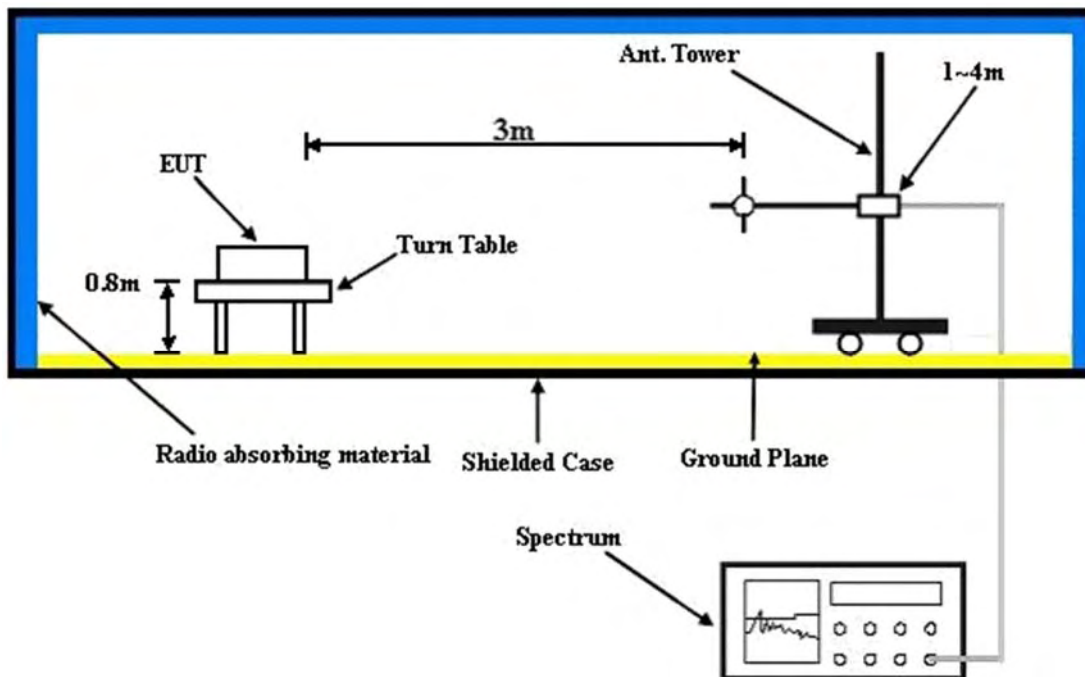 Ant. Tower
1~4m
3m
EUT
Turn Table
0.8m
Radio absorbing material
Shielded Case
Ground Plane
Spectrum